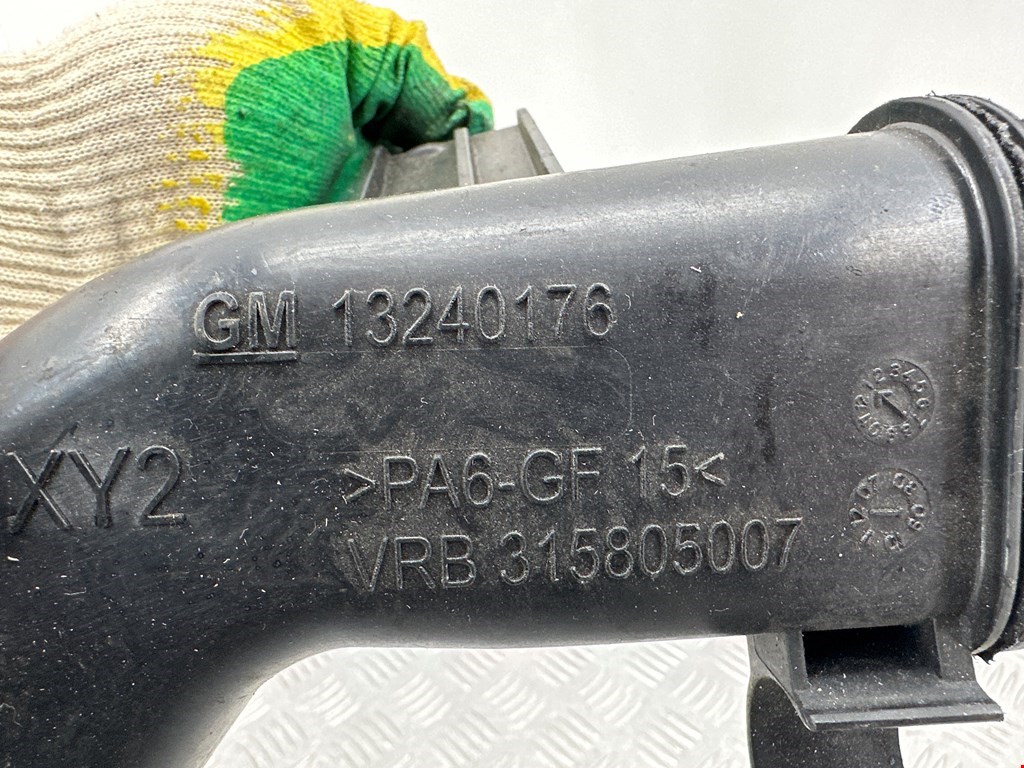 GM 13240176
XY2
>PA6-GF 15<
VRB 315805007